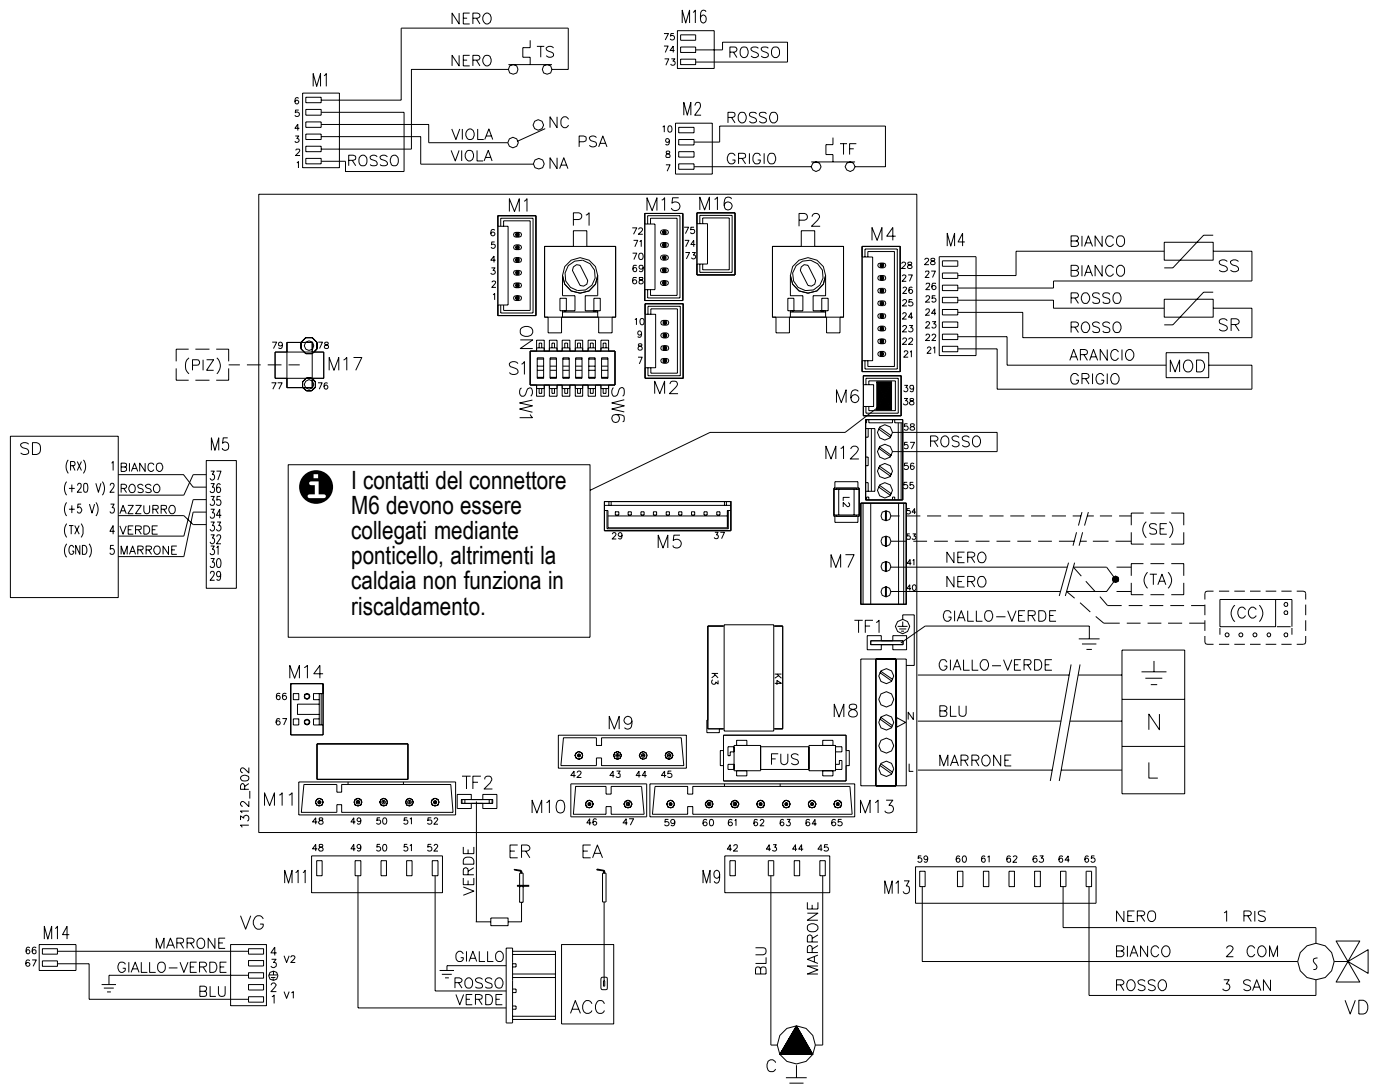 NERO
NERO
TS
M1
6
5
4
3
2
1
VIOLA
VIOLA
ROSSO
NC
PSA
NA
M16
75
74
73
ROSSO
M2
10
9
8
7
ROSSO
GRIGIO
TF
M1
6
5
4
3
2
1
P1
M15
72
71
70
69
68
M16
75
74
73
P2
M4
28
27
26
25
24
23
22
21
M4
28
27
26
25
24
23
22
21
BIANCO
BIANCO
SS
ROSSO
ROSSO
SR
ARANCIO
MOD
GRIGIO
10
9
8
7
M2
ON
S1
SW1
SW6
(PIZ)
79
78
M17
77
76
M6
39
38
M12
58
57
56
55
ROSSO
SD
(RX) 1 BIANCO
(+20 V) 2 ROSSO
(+5 V) 3 AZZURRO
(TX) 4 VERDE
(GND) 5 MARRONE
M5
37
36
35
34
33
32
31
30
29
I contatti del connettore
M6 devono essere
collegati mediante
ponticello, altrimenti la
caldaia non funziona in
riscaldamento.
29
M5
37
L2
M7
54
53
41
40
(SE)
NERO
NERO
(TA)
(CC)
TF1
GIALLO-VERDE
GIALLO-VERDE
M8
N
BLU
N
L
MARRONE
L
K3
K4
M14
66
67
M9
42 43 44 45
FUS
M11
48 49 50 51 52
TF2
M10
46 47
59 60 61 62 63 64 65
M13
1312_R02
48 49 50 51 52
M11
VERDE
ER
EA
42 43 44 45
M9
59 60 61 62 63 64 65
M13
M14
66
67
VG
MARRONE
GIALLO-VERDE
BLU
4
3
2
1
V2
V1
GIALLO
ROSSO
VERDE
ACC
BLU
MARRONE
C
NERO 1 RIS
BIANCO 2 COM
ROSSO 3 SAN
S
VD